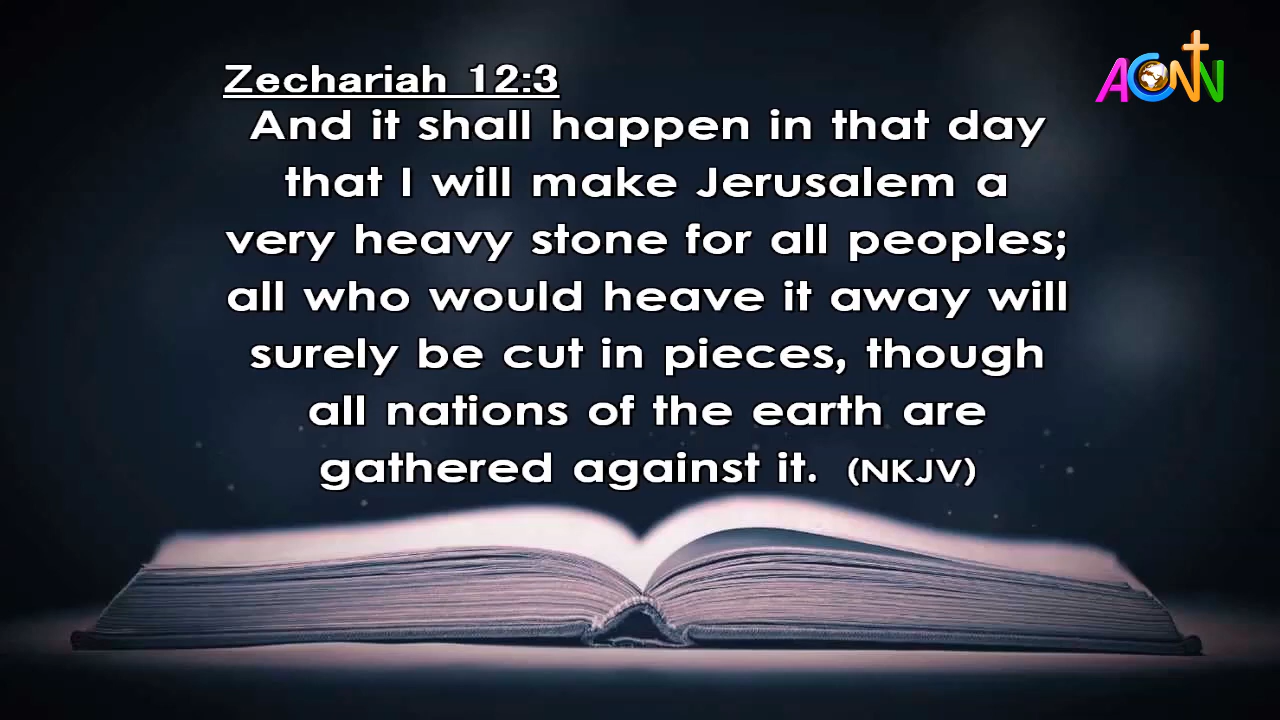 Zechariah 12:3
ACNN
And it shall happen in that day
that I will make Jerusalem a
very heavy stone for all peoples;
all who would heave it away will
surely be cut in pieces, though
all nations of the earth are
gathered against it. (NKJV)